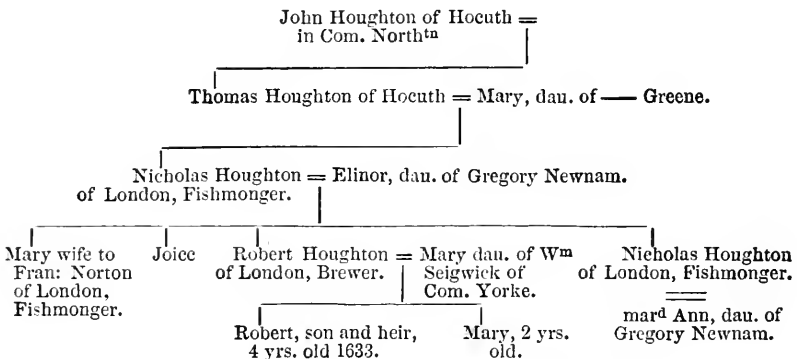 John Houghton of Hocuth =
in Com. Northtn
Thomas Houghton of Hocuth = Mary, dau. of — Greene.
Nicholas Houghton = Elinor, dau. of Gregory Newnam.
of London, Fishmonger.
Mary wife to
Fran: Norton
of London,
Fishmonger.
Joice
Robert Houghton =
of London, Brewer.
Mary dau. of Wm
Seigwick of
Com. Yorke.
Nicholas Houghton
of London, Fishmonger.
=
mard Ann, dau. of
Gregory Newnam.
Robert, son and heir,
4 yrs. old 1633.
Mary, 2 yrs.
old.